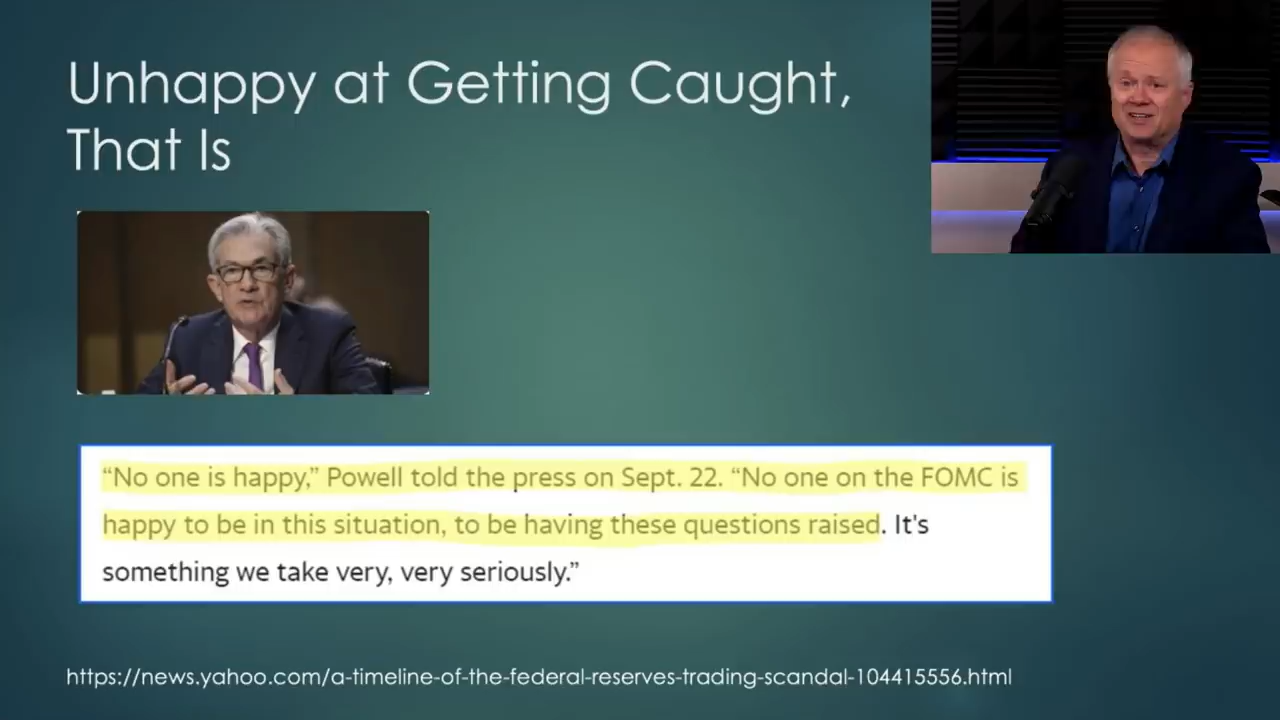 Unhappy at Getting Caught,
That Is
“No one is happy,” Powell told the press on Sept. 22. “No one on the FOMC is
happy to be in this situation, to be having these questions raised. It's
something we take very, very seriously.”
https://news.yahoo.com/a-timeline-of-the-federal-reserves-trading-scandal-104415556.html